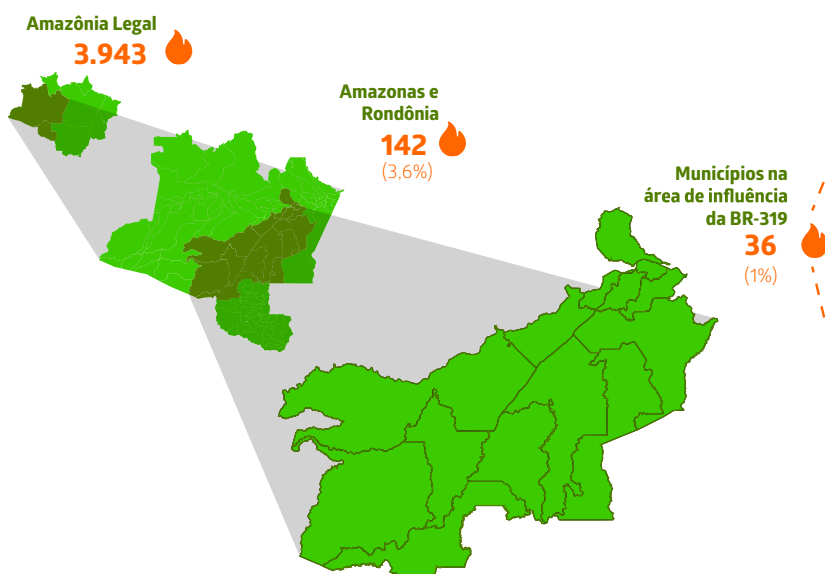 Amazônia Legal
3.943
Amazonas e
Rondônia
142
(3,6%)
Municípios na
área de influência
da BR-319
36
(1%)